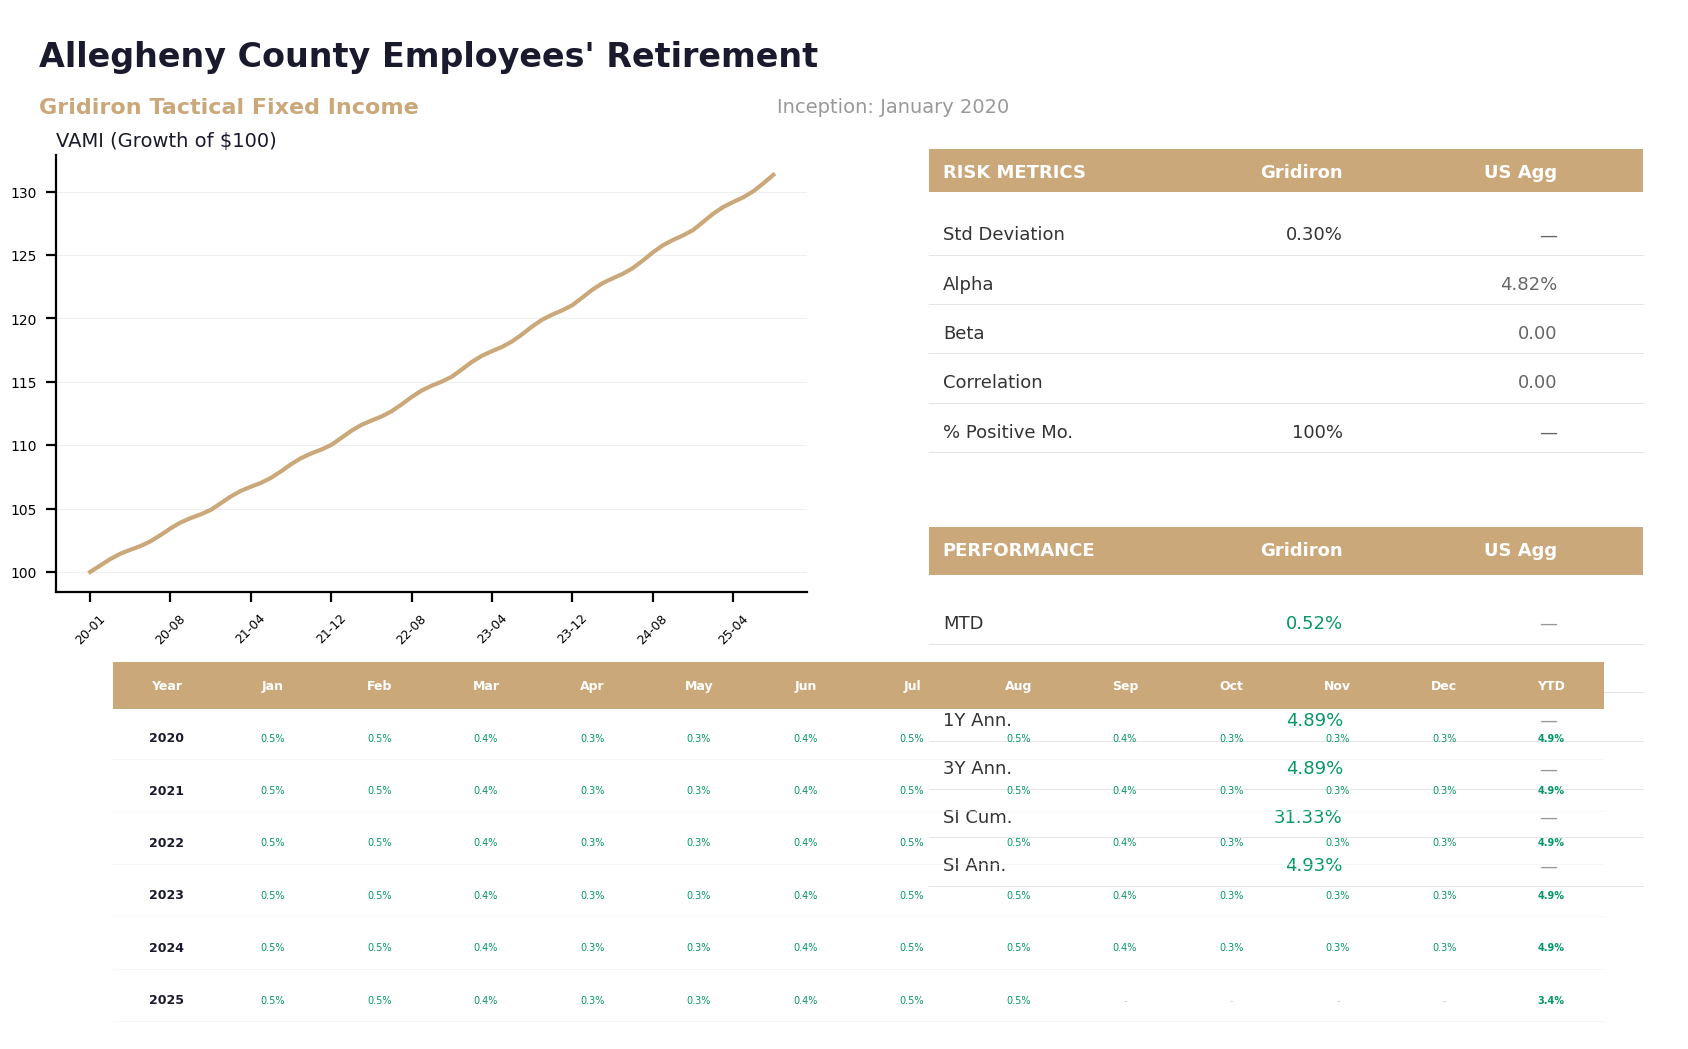 Allegheny County Employees' Retirement
Gridiron Tactical Fixed Income
Inception: January 2020
VAMI (Growth of $100)
130
125
120
115
110
105
100
20-01 20-08 21-04 21-12 22-08 23-04 23-12 24-08 25-04
RISK METRICS Gridiron US Agg
Std Deviation 0.30% —
Alpha 4.82%
Beta 0.00
Correlation 0.00
% Positive Mo. 100% —
PERFORMANCE Gridiron US Agg
MTD 0.52% —
1Y Ann. 4.89% —
3Y Ann. 4.89% —
SI Cum. 31.33% —
SI Ann. 4.93% —
Year Jan Feb Mar Apr May Jun Jul Aug Sep Oct Nov Dec YTD
2020 0.5% 0.5% 0.4% 0.3% 0.3% 0.4% 0.5% 0.5% 0.4% 0.3% 0.3% 0.3% 4.9%
2021 0.5% 0.5% 0.4% 0.3% 0.3% 0.4% 0.5% 0.5% 0.4% 0.3% 0.3% 0.3% 4.9%
2022 0.5% 0.5% 0.4% 0.3% 0.3% 0.4% 0.5% 0.5% 0.4% 0.3% 0.3% 0.3% 4.9%
2023 0.5% 0.5% 0.4% 0.3% 0.3% 0.4% 0.5% 0.5% 0.4% 0.3% 0.3% 0.3% 4.9%
2024 0.5% 0.5% 0.4% 0.3% 0.3% 0.4% 0.5% 0.5% 0.4% 0.3% 0.3% 0.3% 4.9%
2025 0.5% 0.5% 0.4% 0.3% 0.3% 0.4% 0.5% 0.5% - - - - 3.4%